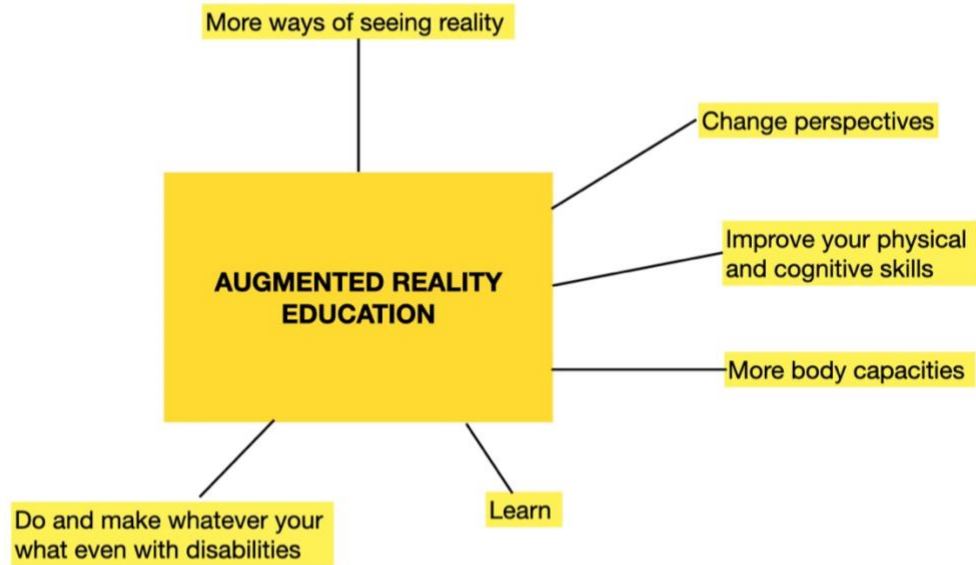 More ways of seeing reality
Change perspectives
AUGMENTED REALITY
EDUCATION
Improve your physical
and cognitive skills
More body capacities
Learn
Do and make whatever your
what even with disabilities